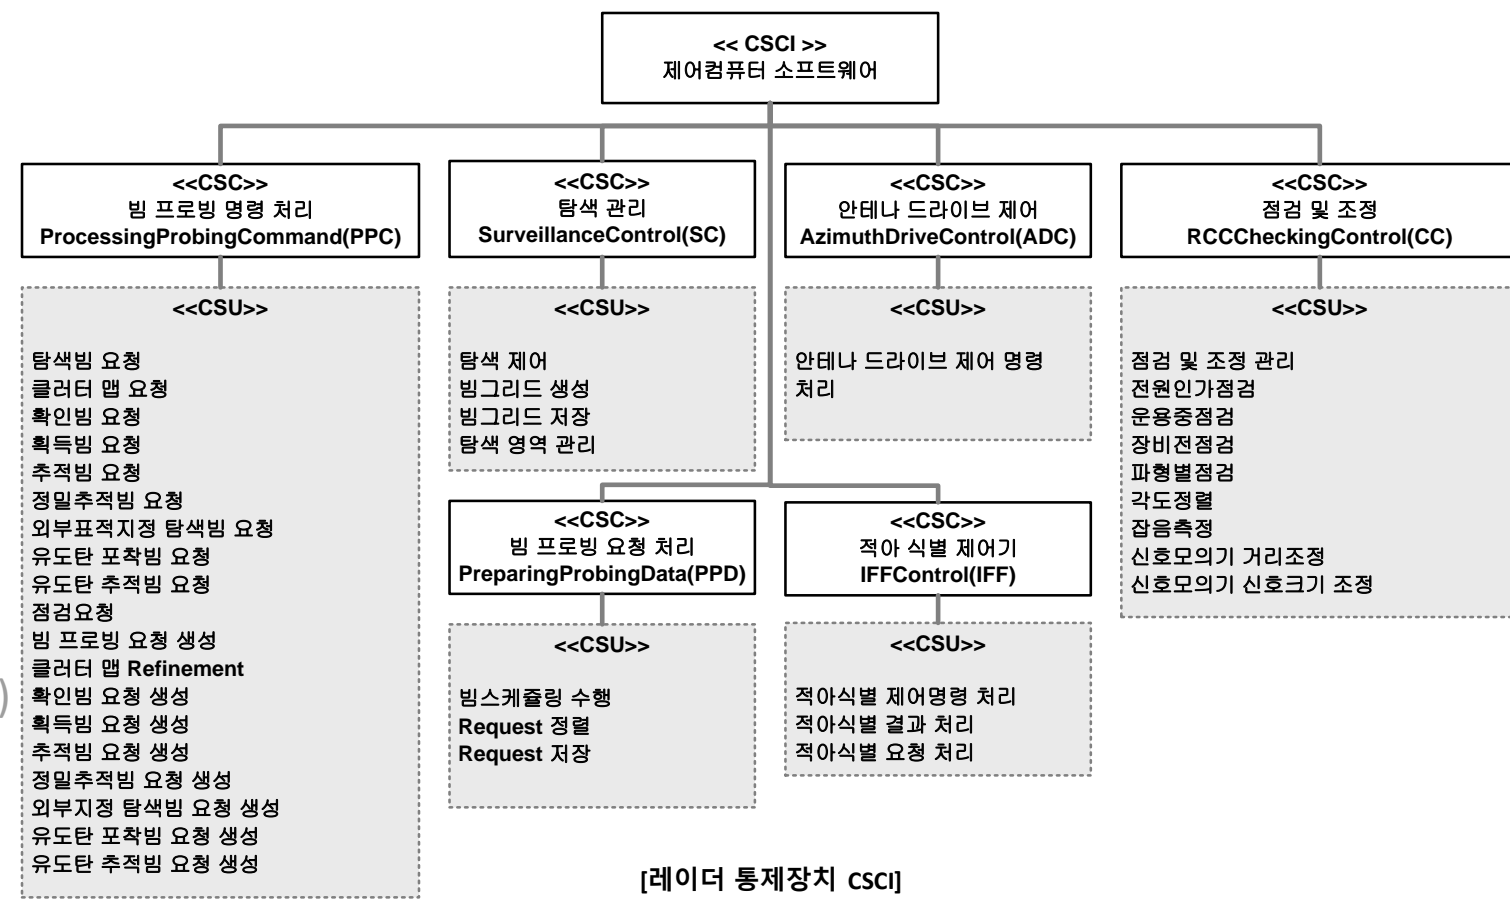 << CSCI >>
제어컴퓨터 소프트웨어
<<CSC>>
빔 프로빙 명령 처리
ProcessingProbingCommand(PPC)
<<CSU>>
탐색빔 요청
클러터 맵 요청
확인빔 요청
획득빔 요청
추적빔 요청
정밀추적빔 요청
외부표적지정 탐색빔 요청
유도탄 포착빔 요청
유도탄 추적빔 요청
점검요청
빔 프로빙 요청 생성
클러터 맵 Refinement
확인빔 요청 생성
획득빔 요청 생성
추적빔 요청 생성
정밀추적빔 요청 생성
외부지정 탐색빔 요청 생성
유도탄 포착빔 요청 생성
유도탄 추적빔 요청 생성
<<CSC>>
탐색 관리
SurveillanceControl(SC)
<<CSU>>
탐색 제어
빔그리드 생성
빔그리드 저장
탐색 영역 관리
<<CSC>>
안테나 드라이브 제어
AzimuthDriveControl(ADC)
<<CSU>>
안테나 드라이브 제어 명령
처리
<<CSC>>
점검 및 조정
RCCCheckingControl(CC)
<<CSU>>
점검 및 조정 관리
전원인가점검
운용중점검
장비전점검
파형별점검
각도정렬
잡음측정
신호모의기 거리조정
신호모의기 신호크기 조정
<<CSC>>
빔 프로빙 요청 처리
PreparingProbingData(PPD)
<<CSU>>
빔스케쥴링 수행
Request 정렬
Request 저장
<<CSC>>
적아 식별 제어기
IFFControl(IFF)
<<CSU>>
적아식별 제어명령 처리
적아식별 결과 처리
적아식별 요청 처리
)
[레이더 통제장치 CSCI]